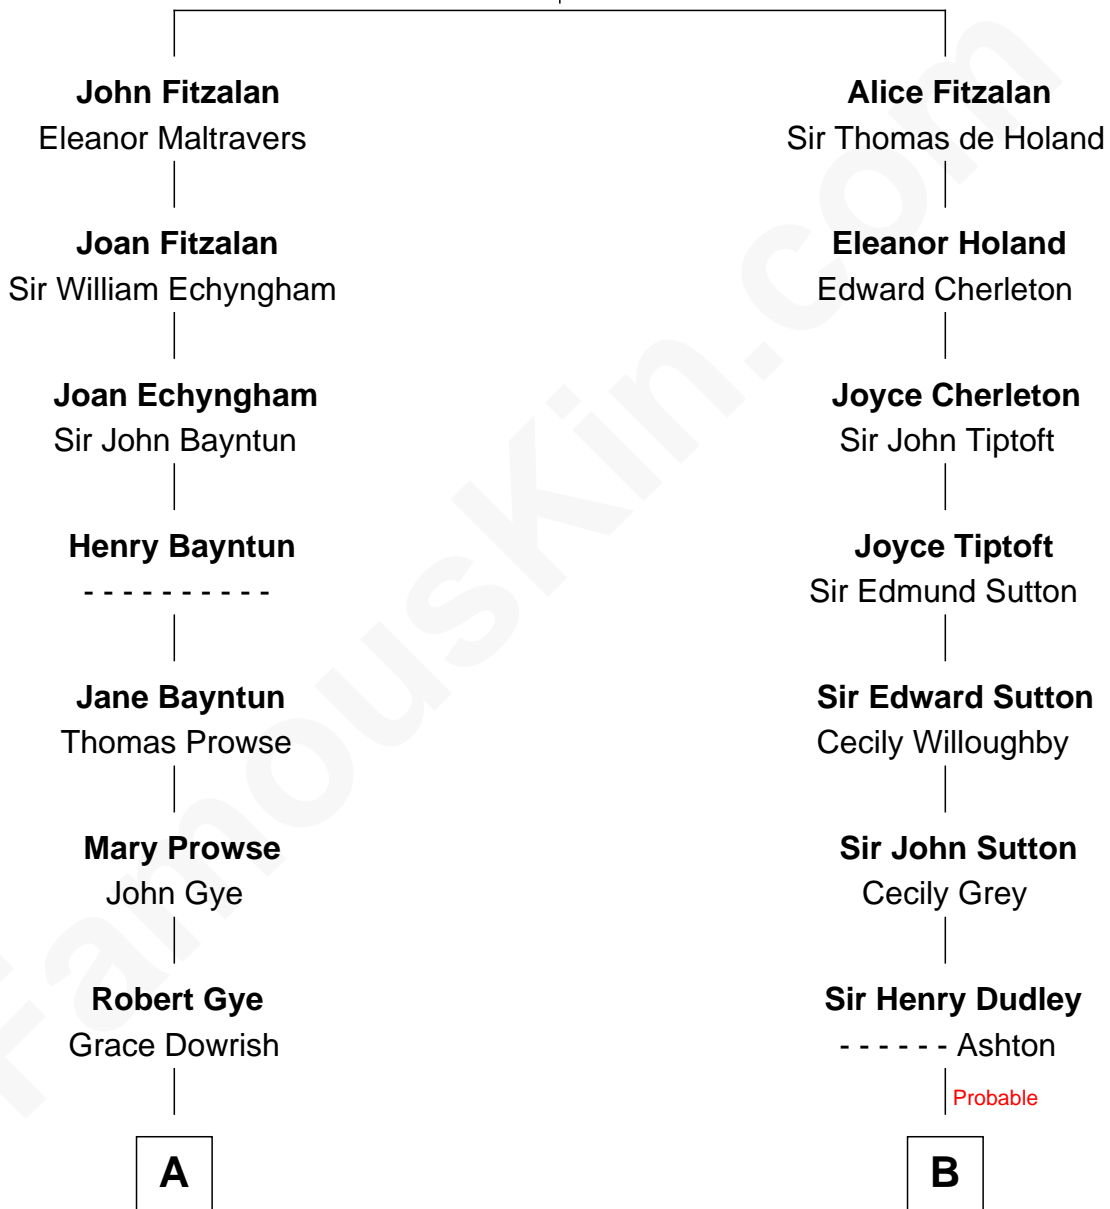 John Fitzalan
Eleanor Maltravers
Joan Fitzalan
Sir William Echyngham
Joan Echyngham
Sir John Bayntun
Henry Bayntun
- - - - - - - - - -
Jane Bayntun
Thomas Prowse
Mary Prowse
John Gye
Robert Gye
Grace Dowrish
A
Alice Fitzalan
Sir Thomas de Holand
Eleanor Holand
Edward Cherleton
Joyce Cherleton
Sir John Tiptoft
Joyce Tiptoft
Sir Edmund Sutton
Sir Edward Sutton
Cecily Willoughby
Sir John Sutton
Cecily Grey
Sir Henry Dudley
- - - - - - Ashton
Probable
B
FamousKin.com